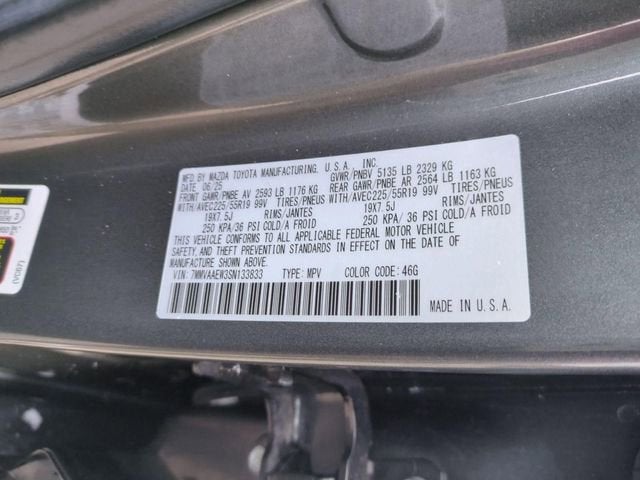 MFD. BY MAZDA TOYOTA MANUFACTURING, U.S.A., INC.
DATE: 06/25 GVWR/PNBV 5135 LB 2329 KG
FRONT GAWR/PNBE AV 2593 LB 1176 KG REAR GAWR/PNBE AR 2564 LB 1163 KG
WITH/AVEC225/55R19 99V TIRES/PNEUS WITH/AVEC225/55R19 99V TIRES/PNEUS
19X7.5J RIMS/JANTES 19X7.5J RIMS/JANTES
250 KPA/36 PSI COLD/A FROID 250 KPA/ 36 PSI COLD/A FROID
THIS VEHICLE CONFORMS TO ALL APPLICABLE FEDERAL MOTOR VEHICLE
SAFETY, AND THEFT PREVENTION STANDARDS IN EFFECT ON THE DATE OF
MANUFACTURE SHOWN ABOVE.
VIN: 7MMVAAEW3SN133833 TYPE: MPV COLOR CODE: 46G
MADE IN U.S.A.